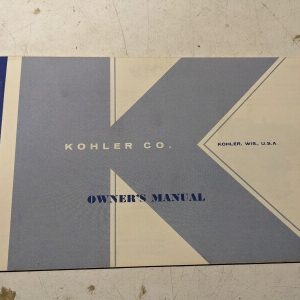 KOHLER CO.
KOHLER, WIS., U.S.A.
OWNER'S MANUAL